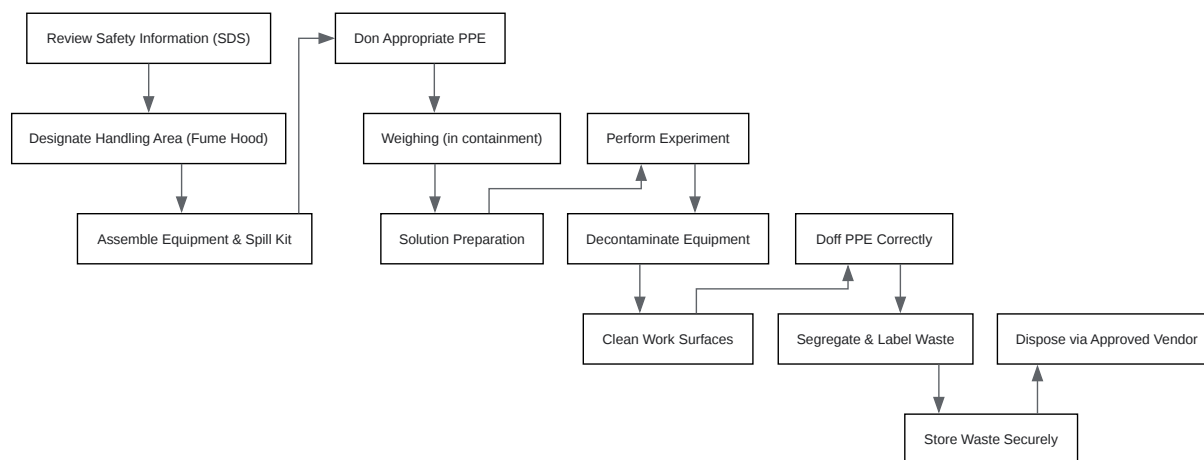 Review Safety Information (SDS)
Don Appropriate PPE
Designate Handling Area (Fume Hood)
Weighing (in containment)
Perform Experiment
Assemble Equipment & Spill Kit
Solution Preparation
Decontaminate Equipment
Doff PPE Correctly
Clean Work Surfaces
Segregate & Label Waste
Dispose via Approved Vendor
Store Waste Securely